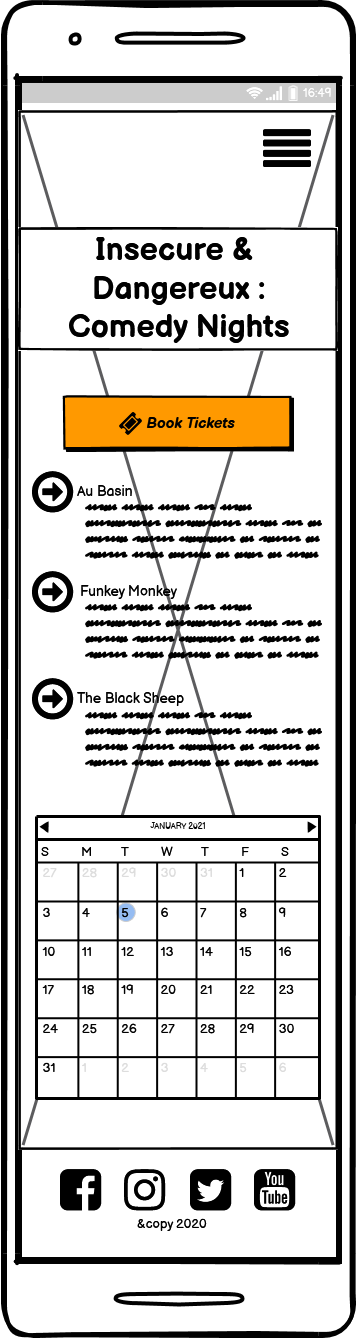 16:49
Insecure &
Dangereux :
Comedy Nights
Book Tickets
Au Basin
Funkey Monkey
The Black Sheep
JANUARY 2021
S M T W T F S
27 28 29 30 31 1 2
3 4 5 6 7 8 9
10 11 12 13 14 15 16
17 18 19 20 21 22 23
24 25 26 27 28 29 30
31 1 2 3 4 5 6
You
Tube
&copy 2020